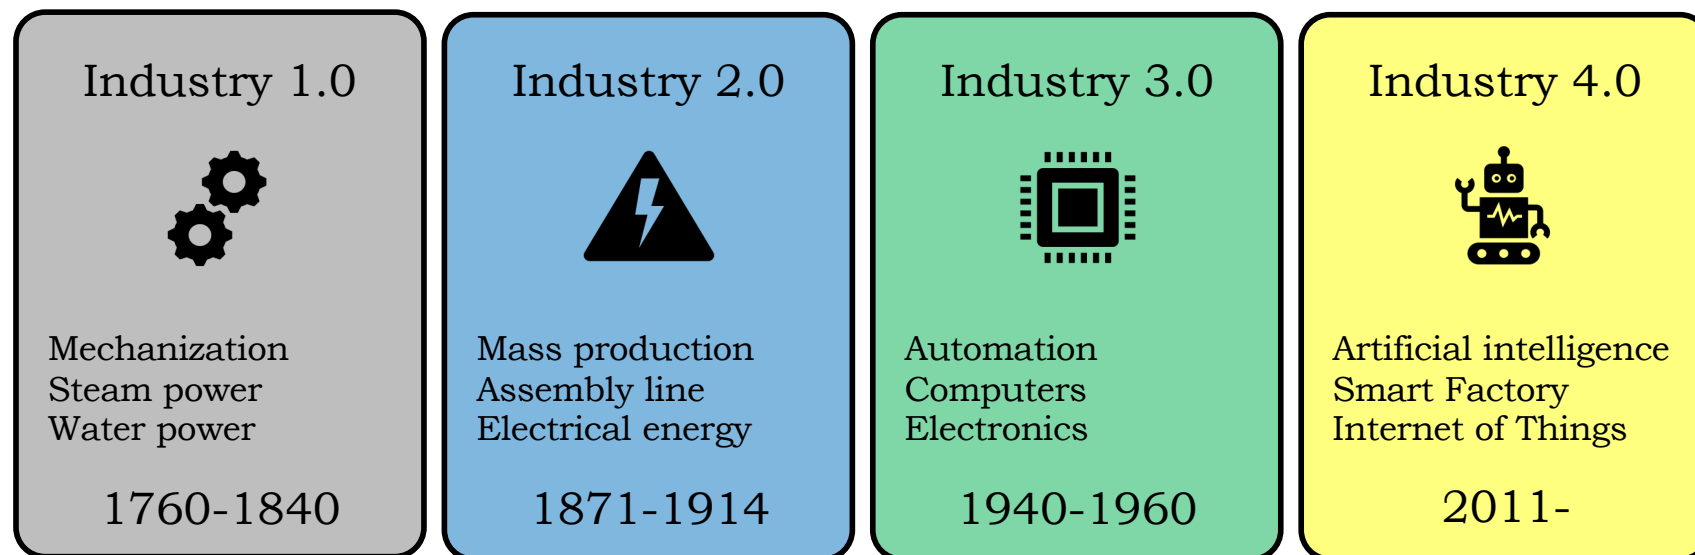 Industry 1.0
Mechanization
Steam power
Water power
1760-1840
Industry 2.0
Mass production
Assembly line
Electrical energy
1871-1914
Industry 3.0
Automation
Computers
Electronics
1940-1960
Industry 4.0
Artificial intelligence
Smart Factory
Internet of Things
2011-